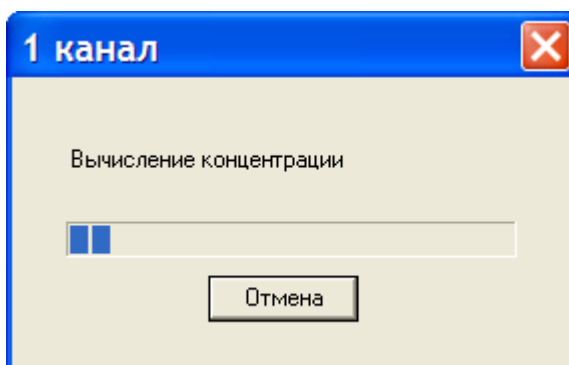 1 канал
Вычисление концентрации
Отмена